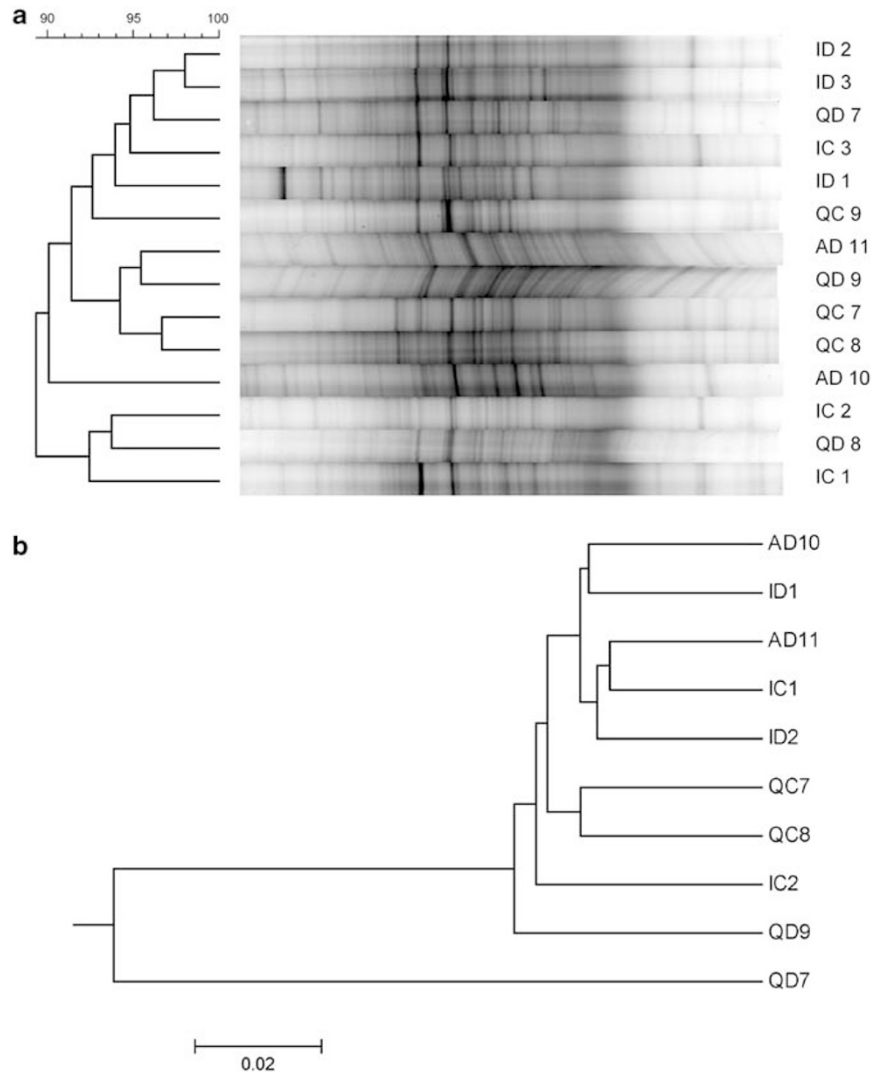 a
90 95 100
ID 2
ID 3
QD 7
IC 3
ID 1
QC 9
AD 11
QD 9
QC 7
QC 8
AD 10
IC 2
QD 8
IC 1
b
AD10
ID1
AD11
IC1
ID2
QC7
QC8
IC2
QD9
QD7
0.02